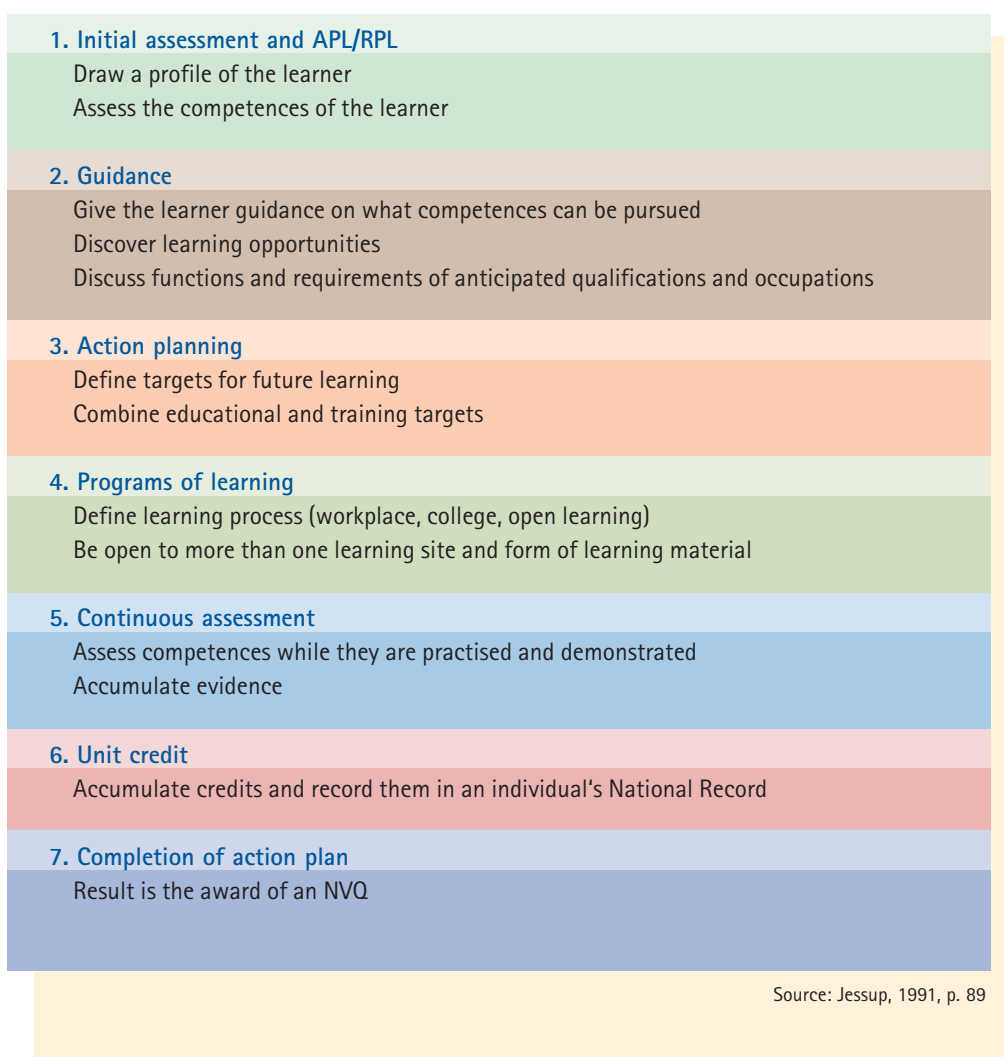 1. Initial assessment and APL/RPL
Draw a profile of the learner
Assess the competences of the learner
2. Guidance
Give the learner guidance on what competences can be pursued
Discover learning opportunities
Discuss functions and requirements of anticipated qualifications and occupations
3. Action planning
Define targets for future learning
Combine educational and training targets
4. Programs of learning
Define learning process (workplace, college, open learning)
Be open to more than one learning site and form of learning material
5. Continuous assessment
Assess competences while they are practised and demonstrated
Accumulate evidence
6. Unit credit
Accumulate credits and record them in an individual‘s National Record
7. Completion of action plan
Result is the award of an NVQ
Source: Jessup, 1991, p. 89